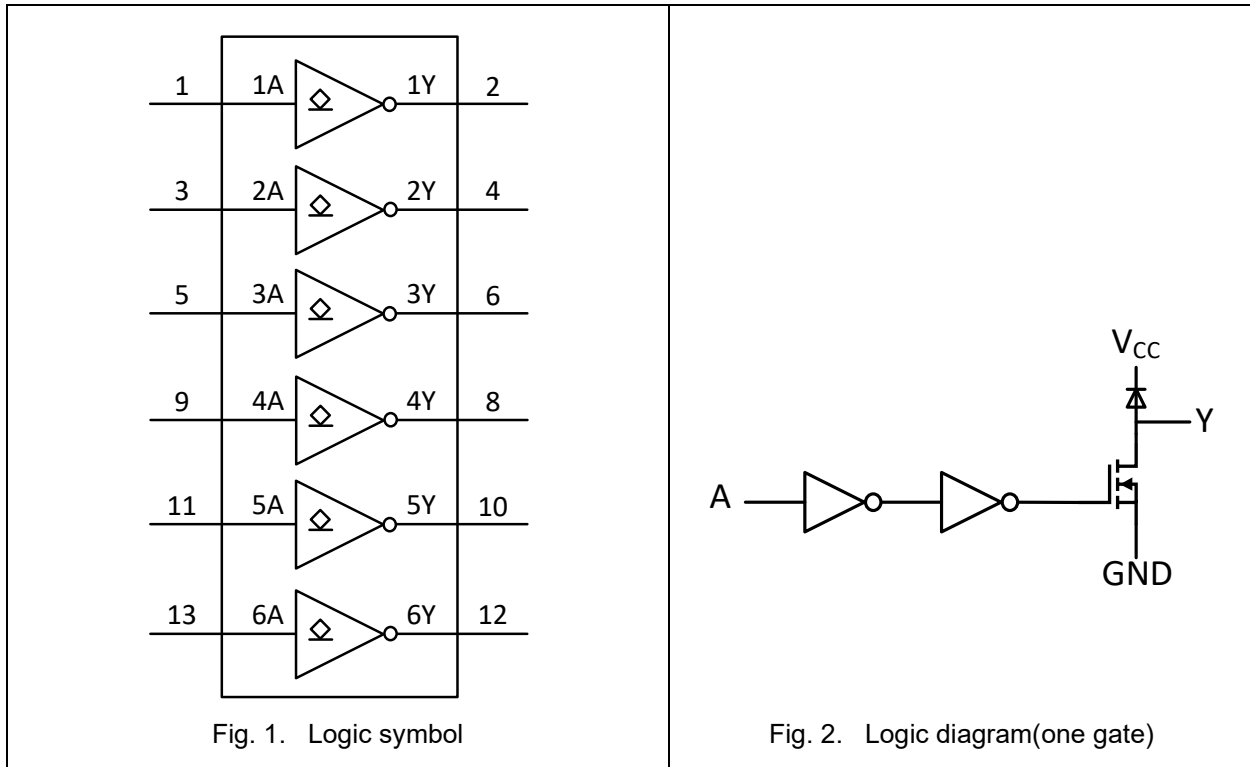 1 1A 1Y 2
3 2A 2Y 4
5 3A 3Y 6
9 4A 4Y 8
11 5A 5Y 10
13 6A 6Y 12
Fig. 1. Logic symbol
VCC
Y
A
GND
Fig. 2. Logic diagram(one gate)